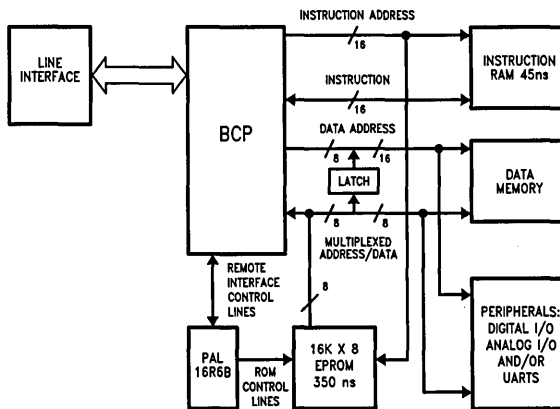 INSTRUCTION ADDRESS
16
LINE
INTERFACE
BCP
INSTRUCTION
RAM 45ns
INSTRUCTION
16
DATA ADDRESS
8
16
LATCH
DATA
MEMORY
8
8
MULTIPLEXED
ADDRESS/DATA
REMOTE
INTERFACE
CONTROL
LINES
8
PAL
16R6B
ROM
CONTROL
LINES
16K X 8
EPROM
350 ns
PERIPHERALS:
DIGITAL I/O
ANALOG I/O
AND/OR
UARTS